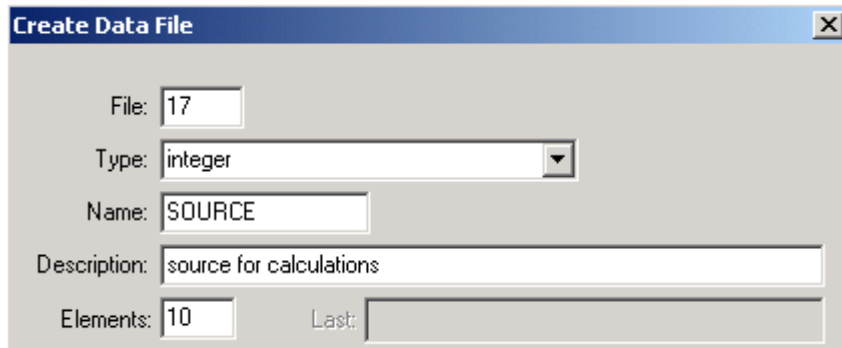 Create Data File
File: 17
Type: integer
Name: SOURCE
Description: source for calculations
Elements: 10 Last: